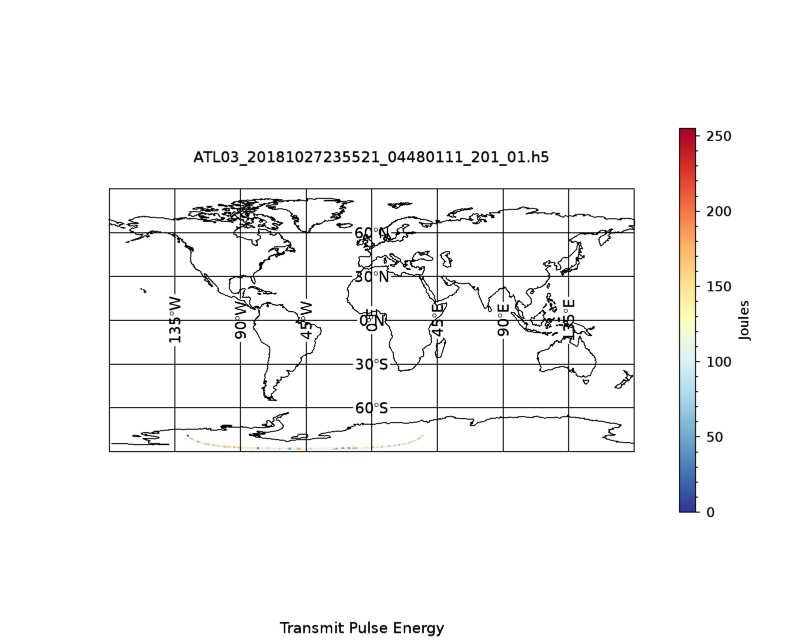 ATL03_20181027235521_04480111_201_01.h5
60°N
30°N
0°N
30°S
60°S
135°W
90°W
45°W
0°E
45°E
90°E
135°E
250
200
150
100
50
0
Joules
Transmit Pulse Energy